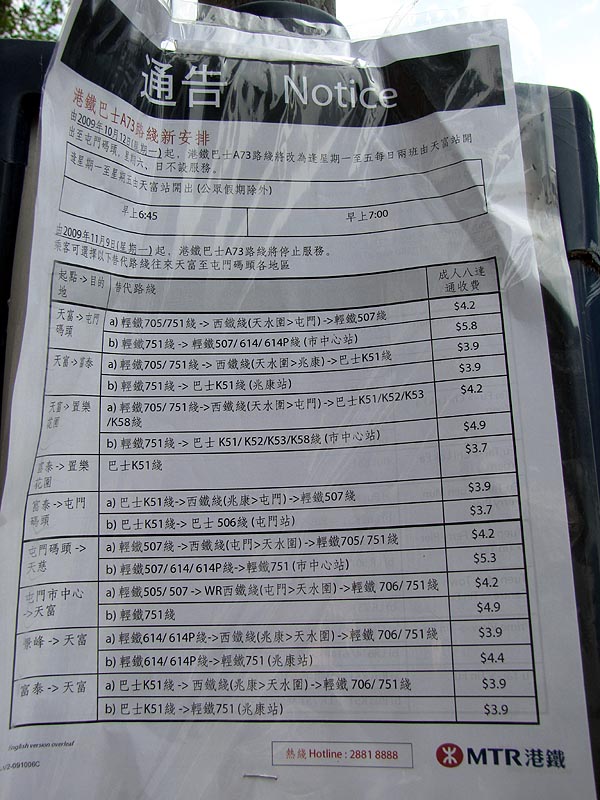 通告 Notice
港鐵巴士A73路綫新安排
由2009年10月12日(星期一)起，港鐵巴士A73路綫將改為逢星期一至五每日兩班由天富站開
出至屯門碼頭，星期六、日不設服務。
逢星期一至星期五由天富站開出 (公眾假期除外)
早上6:45 早上7:00
由2009年11月9日(星期一)起，港鐵巴士A73路綫將停止服務。
乘客可選擇以下替代路綫往來天富至屯門碼頭各地區
起點->目的地 替代路綫 成人八達通收費
天富->屯門碼頭 a) 輕鐵705/751綫->西鐵綫(天水圍>屯門)->輕鐵507綫 $4.2
b) 輕鐵751綫->輕鐵507/614/614P綫 (市中心站) $5.8
天富->富泰 a) 輕鐵705/751綫->西鐵綫(天水圍>兆康)->巴士K51綫 $3.9
b) 輕鐵751綫->巴士K51綫 (兆康站) $3.9
天富->置樂花園 a) 輕鐵705/751綫->西鐵綫(天水圍>屯門)->巴士K51/K52/K53
/K58綫 $4.2
b) 輕鐵751綫->巴士 K51/K52/K53/K58綫 (市中心站) $4.9
富泰->置樂花園 巴士K51綫 $3.7
富泰->屯門碼頭 a) 巴士K51綫->西鐵綫(兆康>屯門)->輕鐵507綫 $3.9
b) 巴士K51綫->巴士 506綫 (屯門站) $3.7
屯門碼頭->天慈 a) 輕鐵507綫->西鐵綫(屯門>天水圍)->輕鐵705/751綫 $4.2
b) 輕鐵507/614/614P綫->輕鐵751綫 (市中心站) $5.3
屯門市中心->天富 a) 輕鐵505/507->WR西鐵綫(屯門>天水圍)->輕鐵 706/751綫 $4.2
b) 輕鐵751綫 $4.9
景峰->天富 a) 輕鐵614/614P綫->西鐵綫(兆康>天水圍)->輕鐵 706/751綫 $3.9
b) 輕鐵614/614P綫->輕鐵751 (兆康站) $4.4
富泰->天富 a) 巴士K51綫->西鐵綫(兆康>天水圍)->輕鐵 706/751綫 $3.9
b) 巴士K51綫->輕鐵751 (兆康站) $3.9
English version overleaf
熱綫 Hotline : 2881 8888
MTR 港鐵